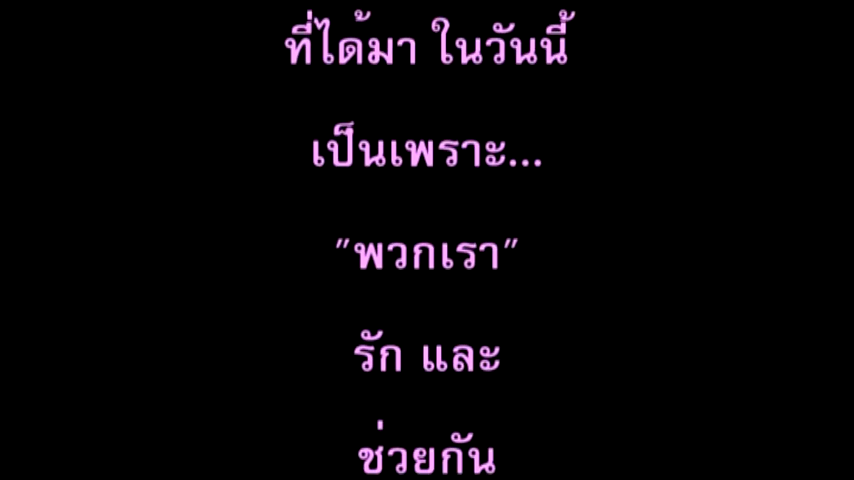 ที่ได้มา ในวันนี้
เป็นเพราะ...
"พวกเรา"
รัก และ
ช่วยกัน